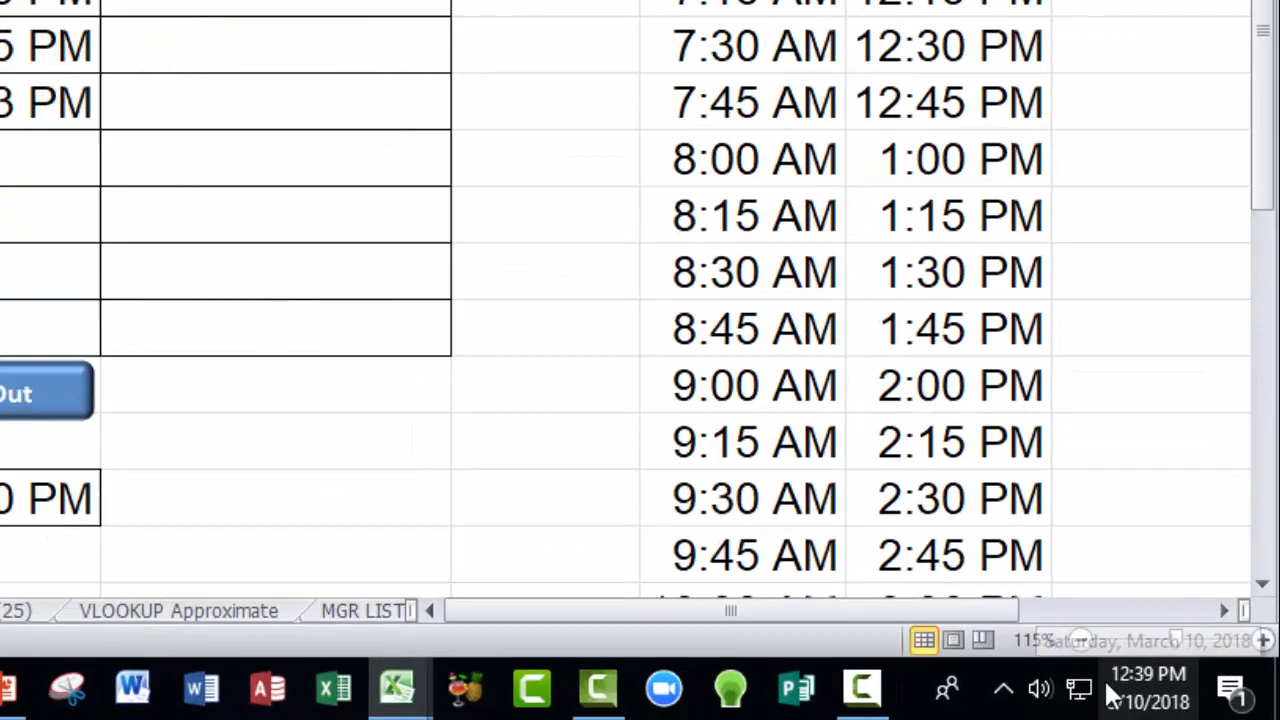 5 PM 7:30 AM 12:30 PM
3 PM 7:45 AM 12:45 PM
8:00 AM 1:00 PM
8:15 AM 1:15 PM
8:30 AM 1:30 PM
8:45 AM 1:45 PM
Out 9:00 AM 2:00 PM
9:15 AM 2:15 PM
0 PM 9:30 AM 2:30 PM
9:45 AM 2:45 PM
(25) VLOOKUP Approximate MGR LIST
115% Saturday, March 10, 2018
12:39 PM
/10/2018
1